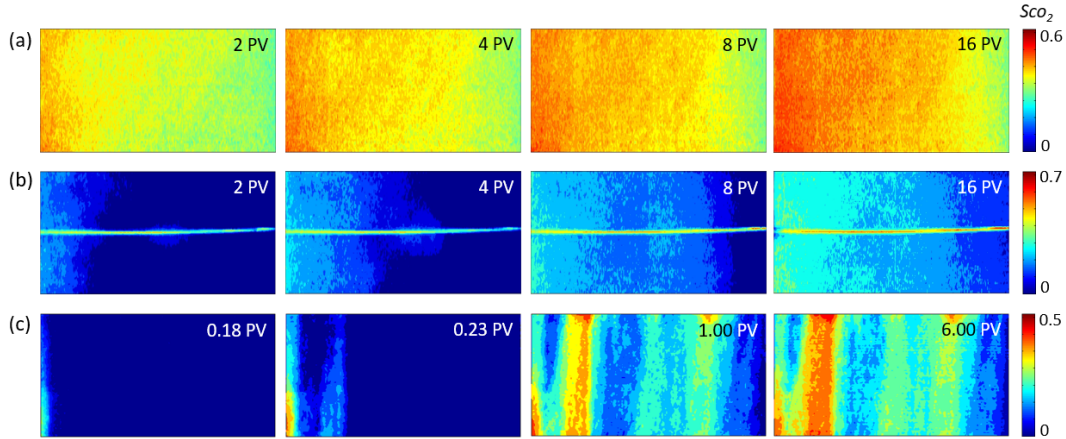 Sco₂
(a) 2 PV 4 PV 8 PV 16 PV 0.6
0
(b) 2 PV 4 PV 8 PV 16 PV 0.7
0
(c) 0.18 PV 0.23 PV 1.00 PV 6.00 PV 0.5
0